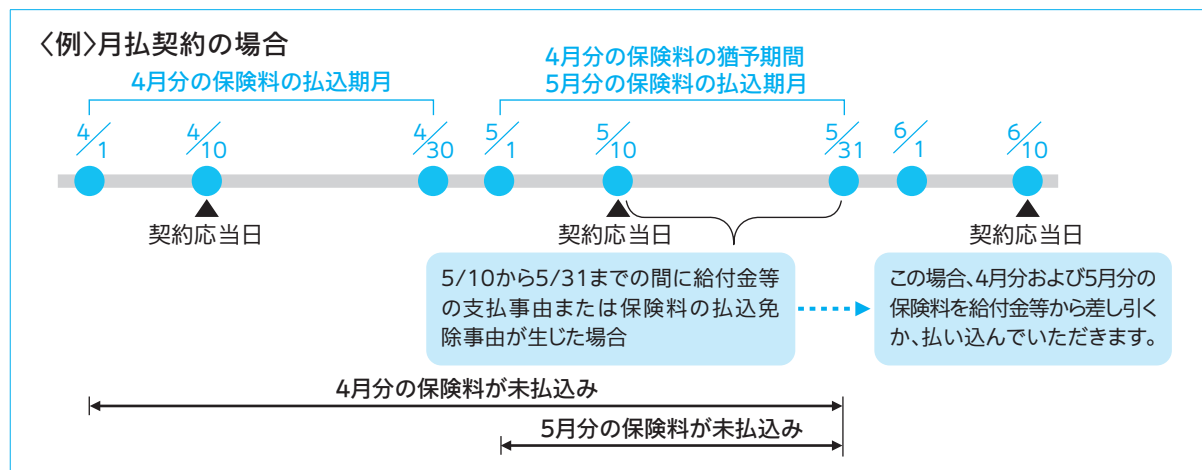 〈例〉月払契約の場合
4月分の保険料の払込期月
4月分の保険料の猶予期間
5月分の保険料の払込期月
4/1
4/10
4/30
5/1
5/10
5/31
6/1
6/10
契約応当日
契約応当日
契約応当日
5/10から5/31までの間に給付金等
の支払事由または保険料の払込免
除事由が生じた場合
この場合、4月分および5月分の
保険料を給付金等から差し引く
か、払い込んでいただきます。
4月分の保険料が未払込み
5月分の保険料が未払込み